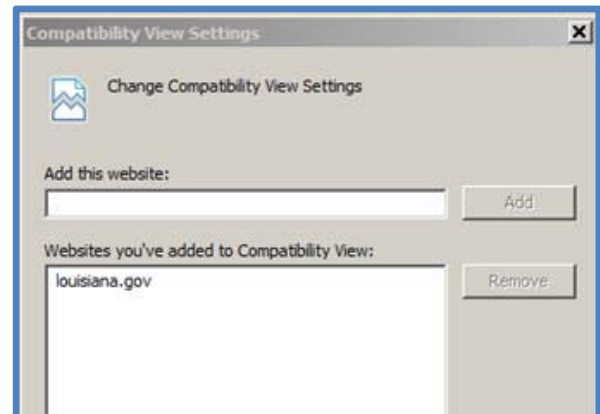 Compatibility View Settings
Change Compatibility View Settings
Add this website:
Add
Websites you've added to Compatibility View:
louisiana.gov
Remove